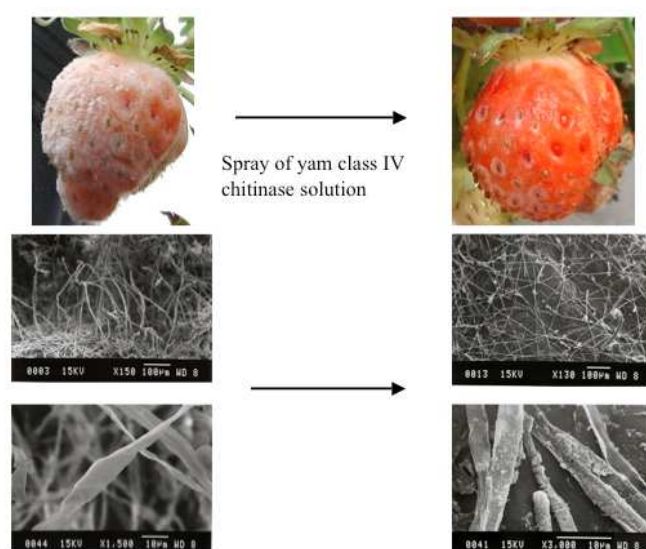 Spray of yam class IV
chitinase solution
0003 15KV X150 100µm WD 8
0013 15KV X130 100µm WD 8
0044 15KV X1,500 10µm WD 8
0041 15KV X3,000 10µm WD 8